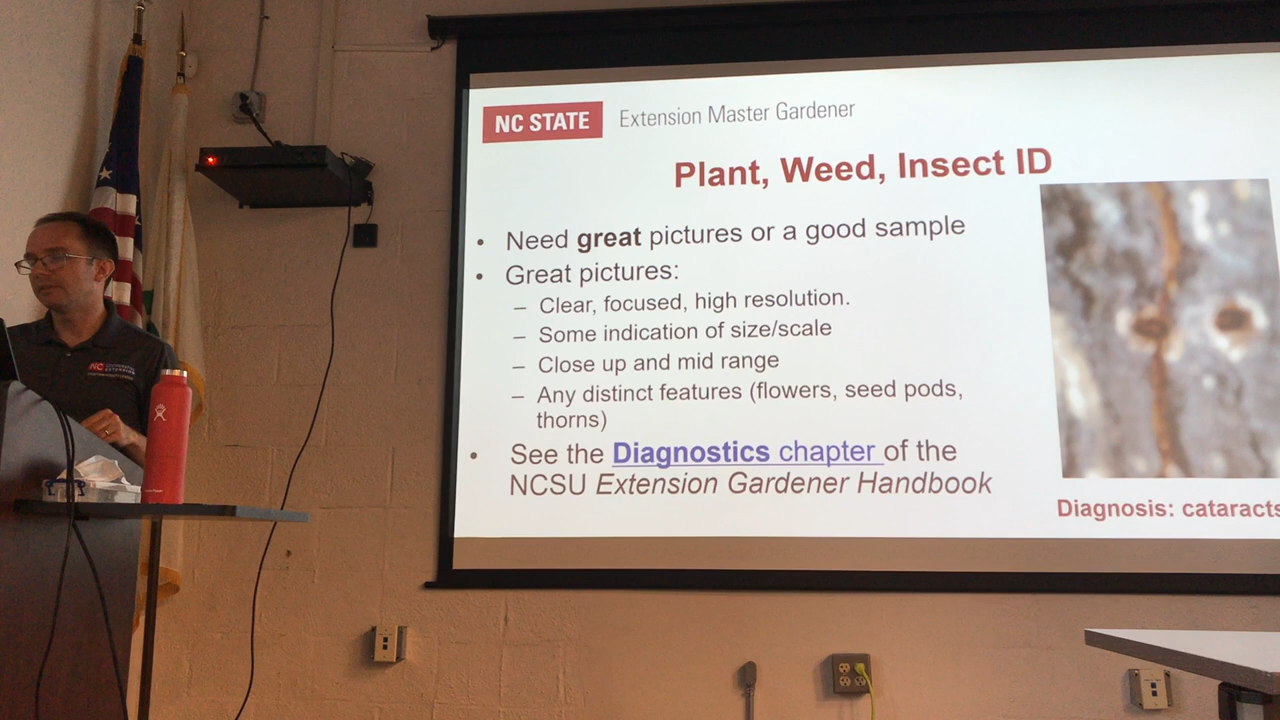 NC STATE Extension Master Gardener
Plant, Weed, Insect ID
• Need great pictures or a good sample
• Great pictures:
– Clear, focused, high resolution.
– Some indication of size/scale
– Close up and mid range
– Any distinct features (flowers, seed pods,
thorns)
• See the Diagnostics chapter of the
NCSU Extension Gardener Handbook
Diagnosis: cataracts
NC
EXTENSION